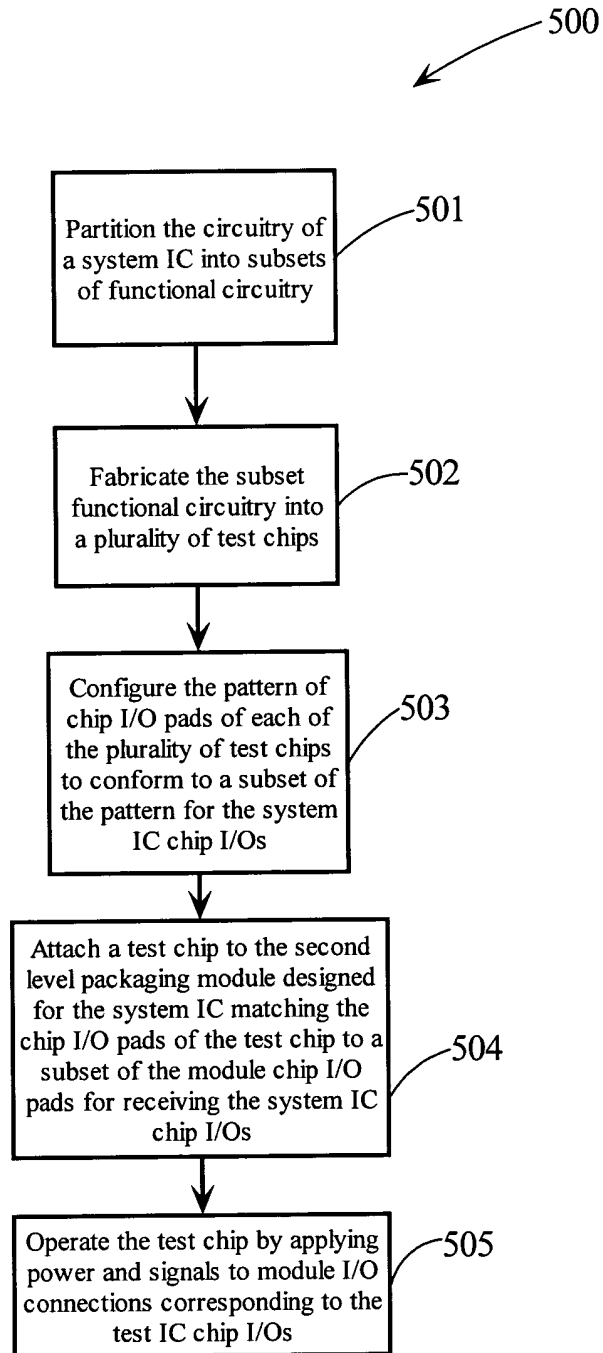 500
Partition the circuitry of
a system IC into subsets
of functional circuitry
501
Fabricate the subset
functional circuitry into
a plurality of test chips
502
Configure the pattern of
chip I/O pads of each of
the plurality of test chips
to conform to a subset of
the pattern for the system
IC chip I/Os
503
Attach a test chip to the second
level packaging module designed
for the system IC matching the
chip I/O pads of the test chip to a
subset of the module chip I/O
pads for receiving the system IC
chip I/Os
504
Operate the test chip by applying
power and signals to module I/O
connections corresponding to the
test IC chip I/Os
505